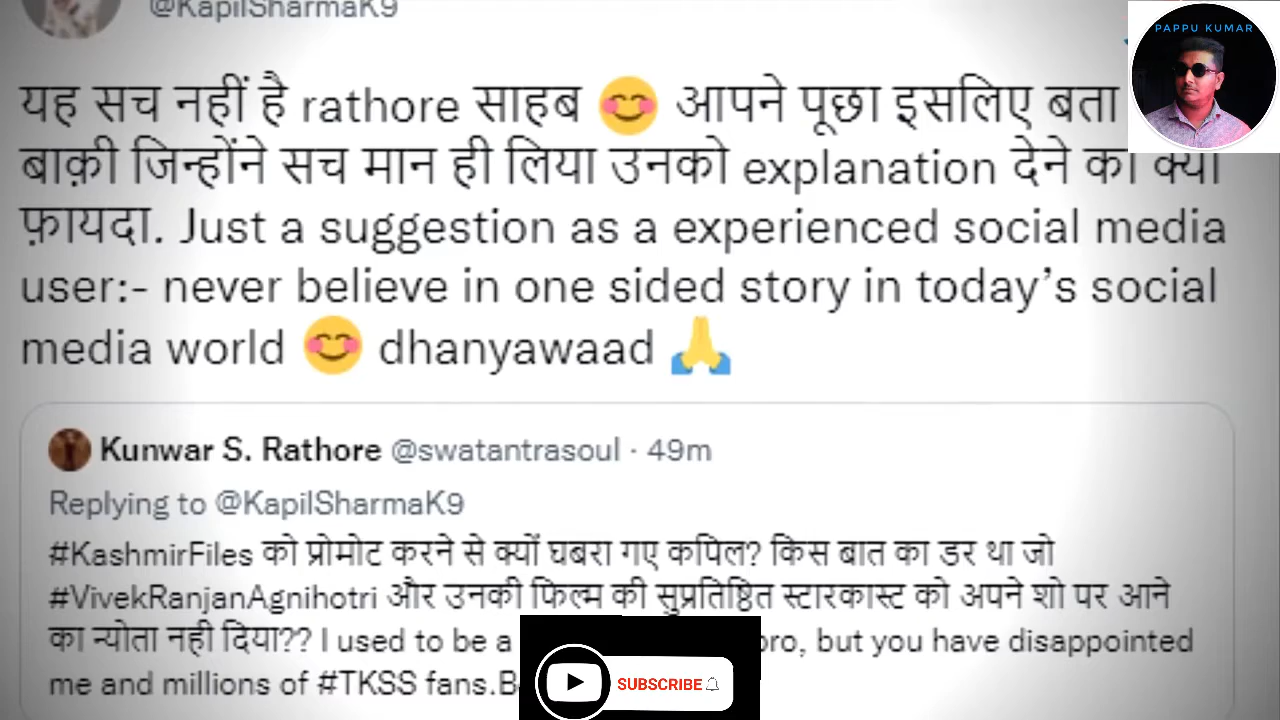 @KapilSharmaK9
PAPPU KUMAR
यह सच नहीं है rathore साहब 😊 आपने पूछा इसलिए बता
बाक़ी जिन्होंने सच मान ही लिया उनको explanation देने का क्या
फ़ायदा. Just a suggestion as a experienced social media
user:- never believe in one sided story in today’s social
media world 😊 dhanyawaad 🙏
Kunwar S. Rathore @swatantrasoul · 49m
Replying to @KapilSharmaK9
#KashmirFiles को प्रोमोट करने से क्यों घबरा गए कपिल? किस बात का डर था जो
#VivekRanjanAgnihotri और उनकी फिल्म की सुप्रतिष्ठित स्टारकास्ट को अपने शो पर आने
का न्योता नही दिया?? I used to be a bro, but you have disappointed
me and millions of #TKSS fans.
SUBSCRIBE